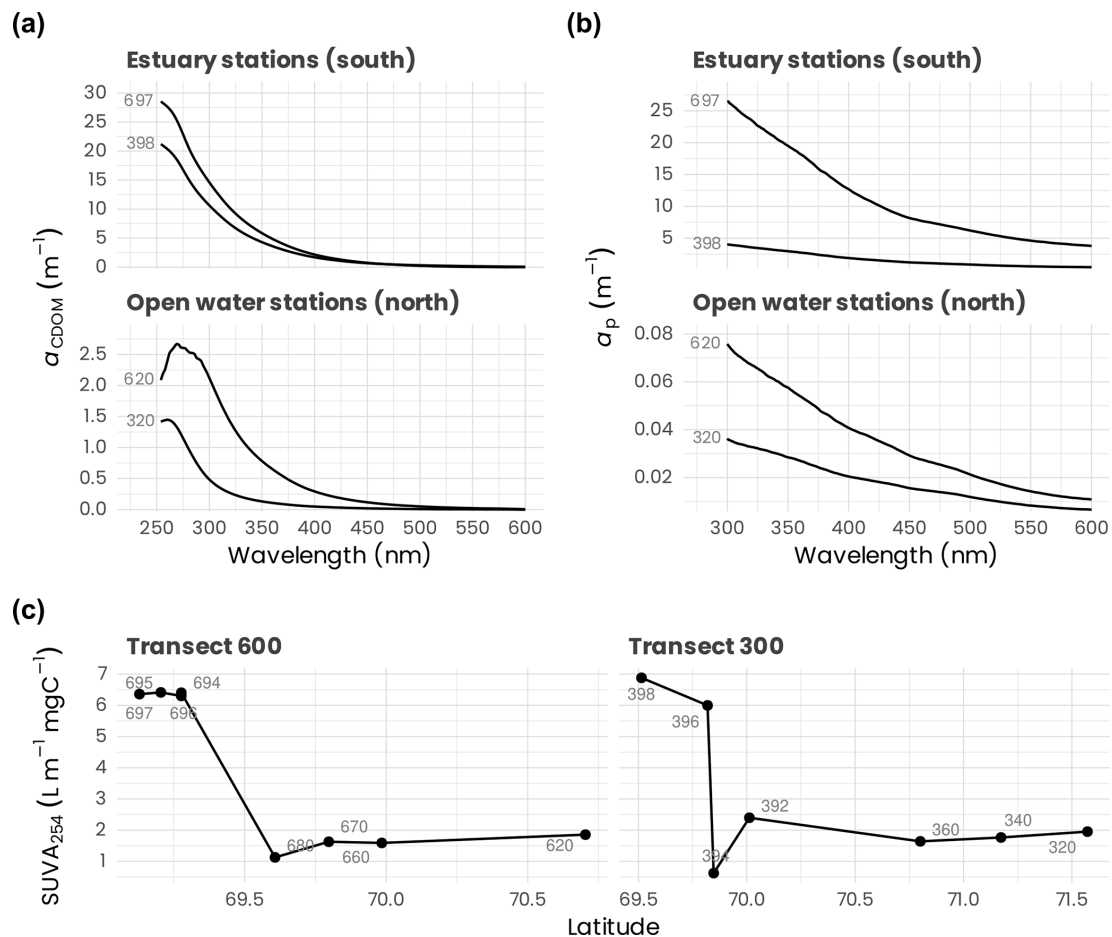 (a)
Estuary stations (south)
697
398
30
25
20
15
10
5
0
Open water stations (north)
620
320
2.5
2.0
1.5
1.0
0.5
0.0
250 300 350 400 450 500 550 600
Wavelength (nm)
aCDOM (m⁻¹)
(b)
Estuary stations (south)
697
398
25
20
15
10
5
Open water stations (north)
620
320
0.08
0.06
0.04
0.02
300 350 400 450 500 550 600
Wavelength (nm)
ap (m⁻¹)
(c)
Transect 600
7
6
5
4
3
2
1
695 694
697 696
680 670 660 620
69.5 70.0 70.5
Transect 300
398
396
394
392
360
340
320
69.5 70.0 70.5 71.0 71.5
Latitude
SUVA₂₅₄ (L m⁻¹ mgC⁻¹)